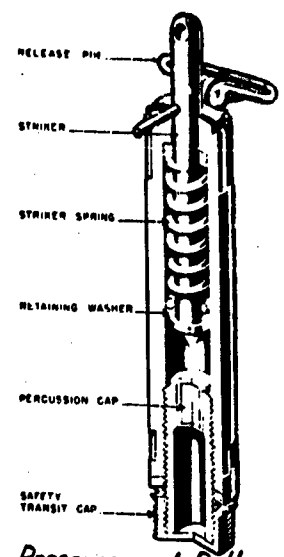 RELEASE PIN
STRIKER
STRIKER SPRING
RETAINING WASHER
PERCUSSION CAP
SAFETY
TRANSIT CAP